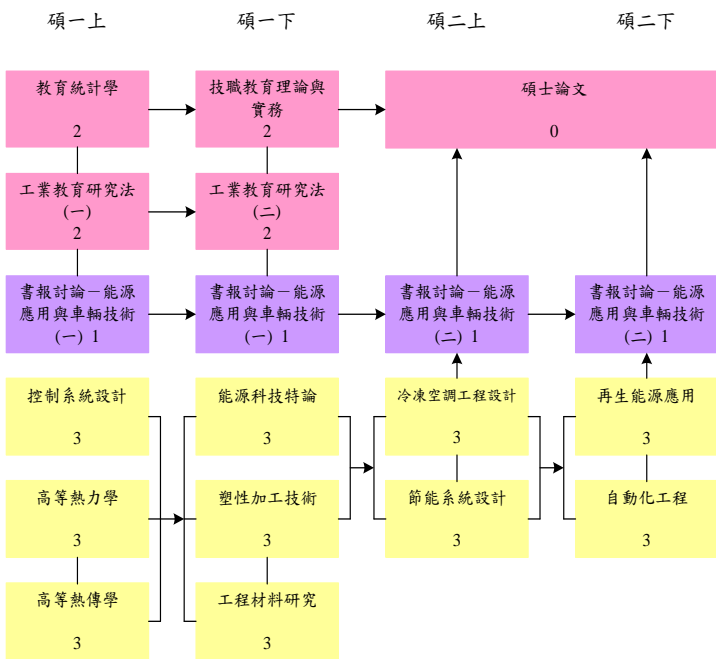 碩一上 碩一下 碩二上 碩二下
教育統計學
2
技職教育理論與
實務
2
碩士論文
0
工業教育研究法
(一)
2
工業教育研究法
(二)
2
書報討論－能源
應用與車輛技術
(一) 1
書報討論－能源
應用與車輛技術
(一) 1
書報討論－能源
應用與車輛技術
(二) 1
書報討論－能源
應用與車輛技術
(二) 1
控制系統設計
3
能源科技特論
3
冷凍空調工程設計
3
再生能源應用
3
高等熱力學
3
塑性加工技術
3
節能系統設計
3
自動化工程
3
高等熱傳學
3
工程材料研究
3